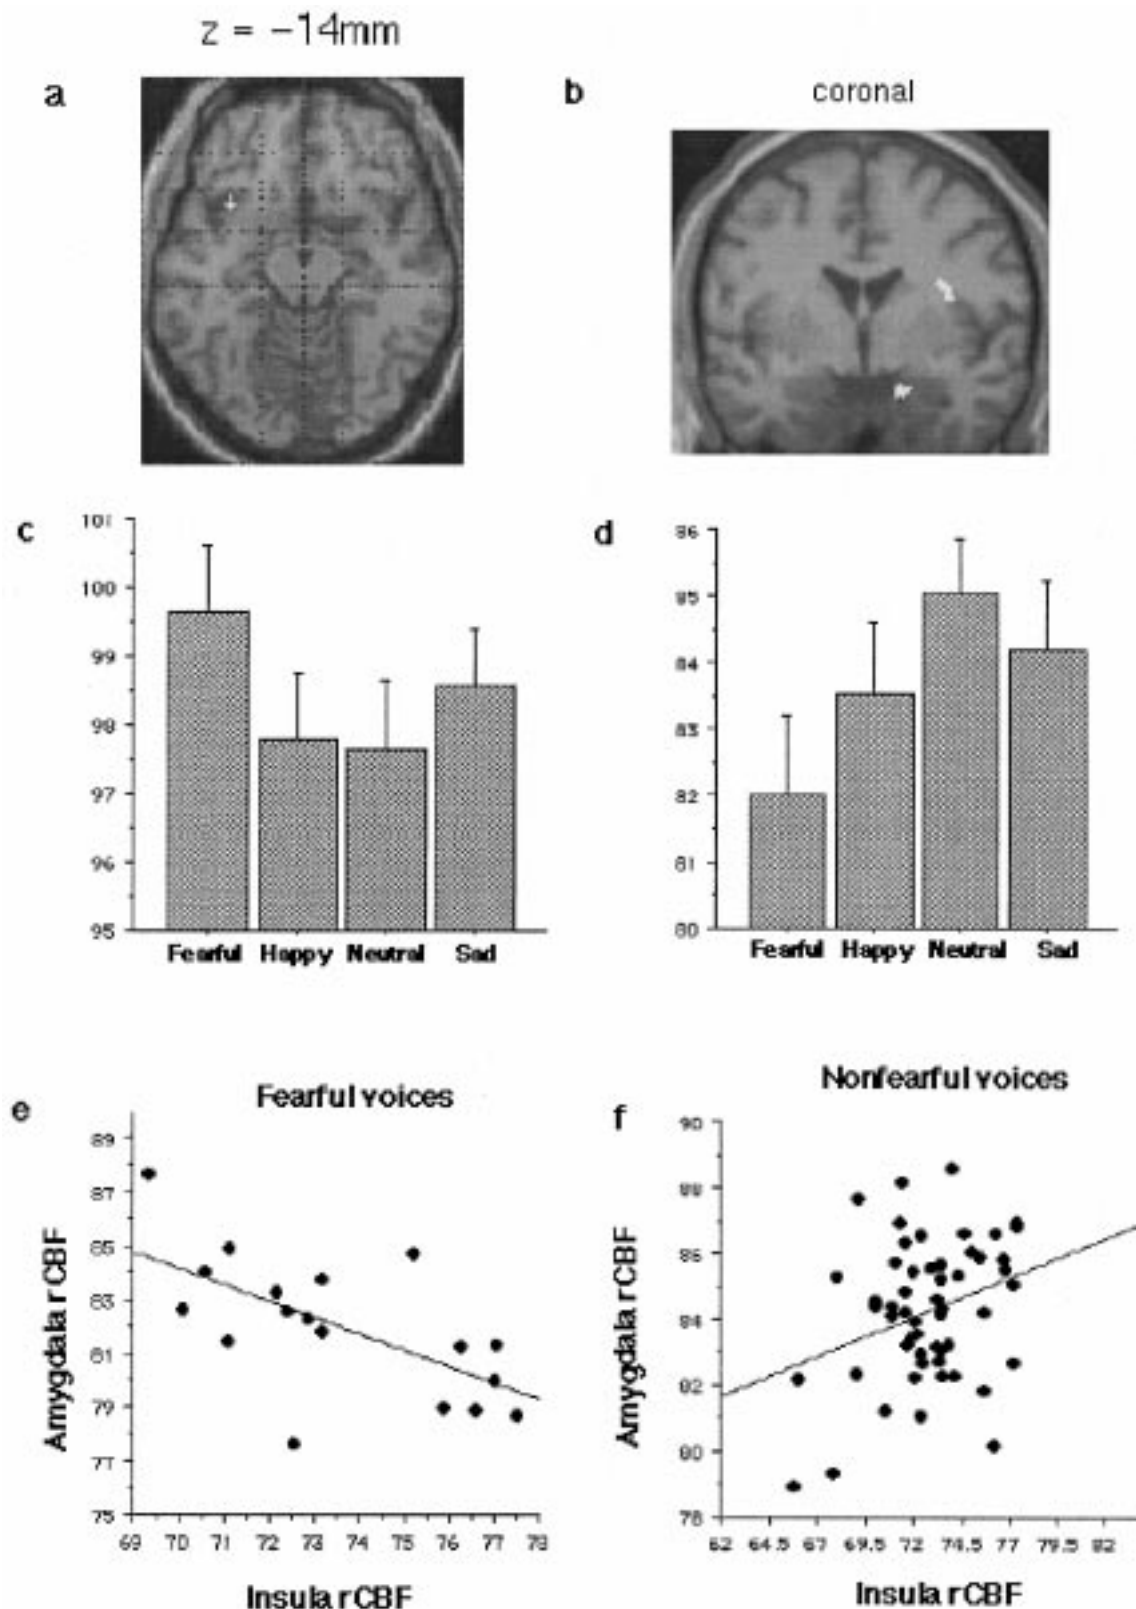 z = -14mm
a
b
coronal
c
101
100
99
98
97
96
95
Fearful Happy Neutral Sad
d
86
85
84
83
82
81
80
Fearful Happy Neutral Sad
e
Fearful voices
89
87
85
83
81
79
77
75
Amygdala rCBF
69 70 71 72 73 74 75 76 77 78
Insula rCBF
f
Nonfearful voices
90
88
86
84
82
80
78
Amygdala rCBF
62 64.5 67 69.5 72 74.5 77 79.5 82
Insula rCBF